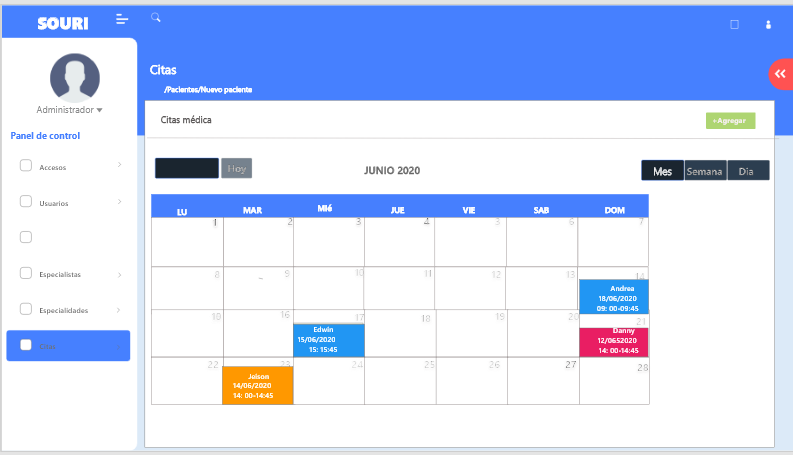 SOURI
Citas
/Pacientes/Nuevo paciente
Administrador
Panel de control
Accesos
Usuarios
Especialistas
Especialidades
Citas médica
+Agregar
Hoy
JUNIO 2020
Mes Semana Día
LU MAR Mié JUE VIE SAB DOM
1 2 3 4 5 6 7
8 9 10 11 12 13 14
Andrea
18/06/2020
09: 00-09:45
16 17 18 19 20 21
Edwin
15/06/2020
15: 15:45
Danny
12/0652020
14: 00-14:45
22 23 24 25 26 27 28
Jeison
14/06/2020
14: 00-14:45